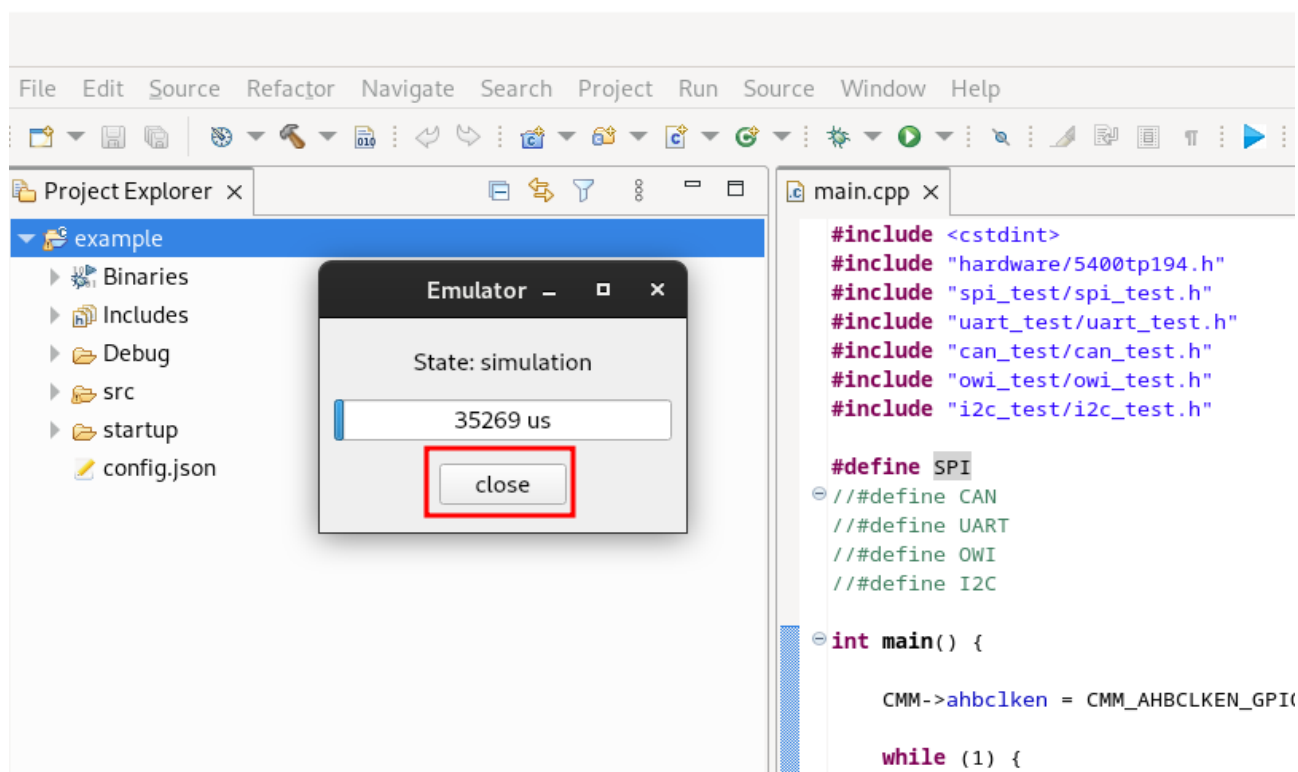 File Edit Source Refactor Navigate Search Project Run Source Window Help
Project Explorer
example
Binaries
Includes
Debug
src
startup
config.json
Emulator
State: simulation
35269 us
close
main.cpp
#include <cstdint>
#include "hardware/5400tp194.h"
#include "spi_test/spi_test.h"
#include "uart_test/uart_test.h"
#include "can_test/can_test.h"
#include "owi_test/owi_test.h"
#include "i2c_test/i2c_test.h"
#define SPI
//#define CAN
//#define UART
//#define OWI
//#define I2C
int main() {
CMM->ahbclken = CMM_AHBCLKEN_GPIO
while (1) {